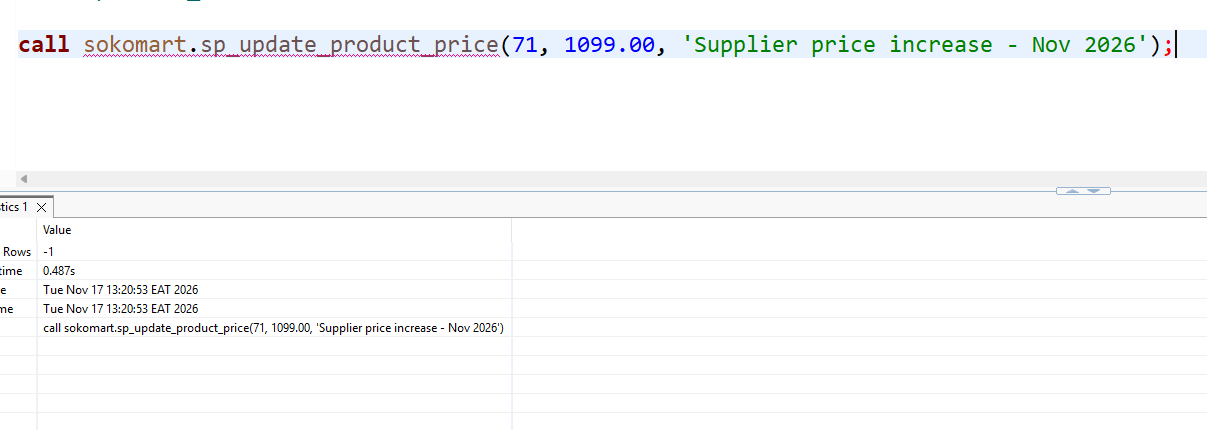 call sokomart.sp_update_product_price(71, 1099.00, 'Supplier price increase - Nov 2026');
tics 1
Value
Rows -1
time 0.487s
e Tue Nov 17 13:20:53 EAT 2026
me Tue Nov 17 13:20:53 EAT 2026
call sokomart.sp_update_product_price(71, 1099.00, 'Supplier price increase - Nov 2026')